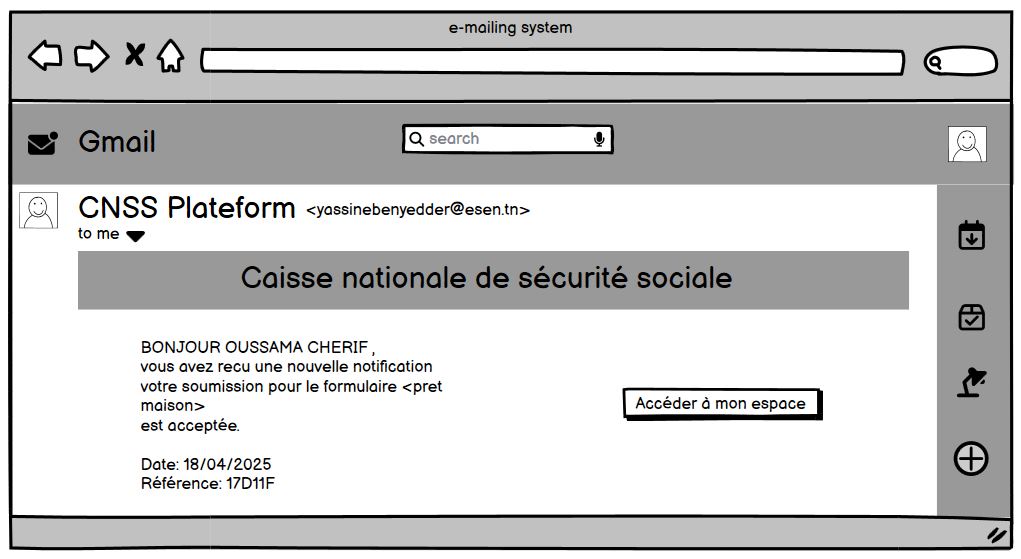 e-mailing system
Gmail
search
CNSS Plateform <yassinebenyedder@esen.tn>
to me
Caisse nationale de sécurité sociale
BONJOUR OUSSAMA CHERIF ,
vous avez recu une nouvelle notification
votre soumission pour le formulaire <pret
maison>
est acceptée.
Accéder à mon espace
Date: 18/04/2025
Référence: 17D11F